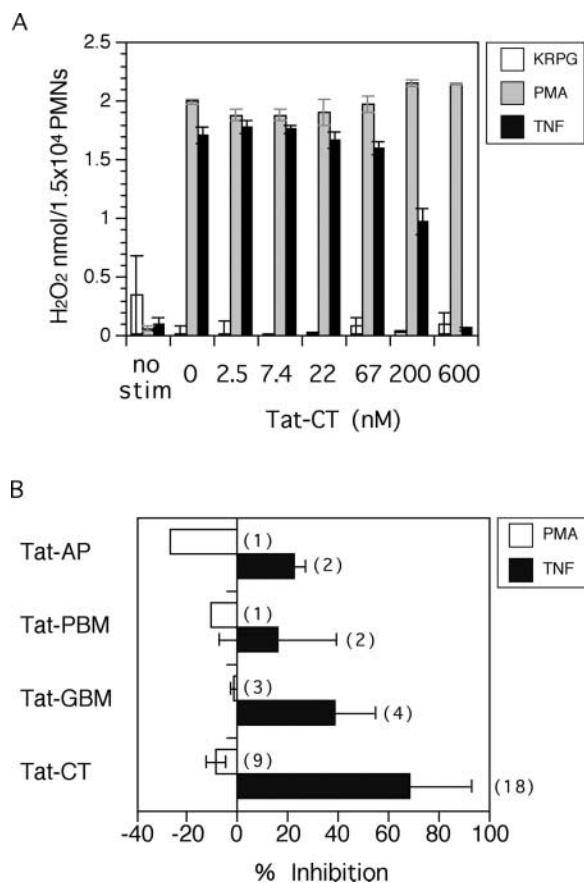 A
2.5
2
1.5
1
0.5
0
H₂O₂ nmol/1.5x10⁴ PMNs
no stim
0 2.5 7.4 22 67 200 600
Tat-CT (nM)
KRPG
PMA
TNF
B
Tat-AP
(1)
(2)
Tat-PBM
(1)
(2)
Tat-GBM
(3)
(4)
Tat-CT
(9)
(18)
-40 -20 0 20 40 60 80 100
% Inhibition
PMA
TNF